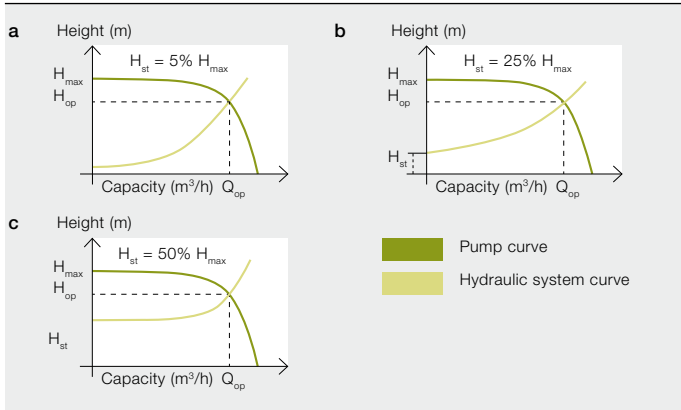 a
Height (m)
H_st = 5% H_max
H_max
H_op
Capacity (m³/h) Q_op
b
Height (m)
H_st = 25% H_max
H_max
H_op
H_st
Capacity (m³/h) Q_op
c
Height (m)
H_st = 50% H_max
H_max
H_op
H_st
Capacity (m³/h) Q_op
Pump curve
Hydraulic system curve